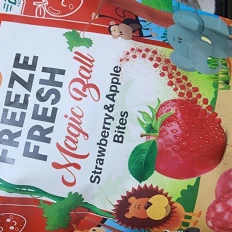 FREEZE
FRESH
Magic Ball
Strawberry & Apple
Bites